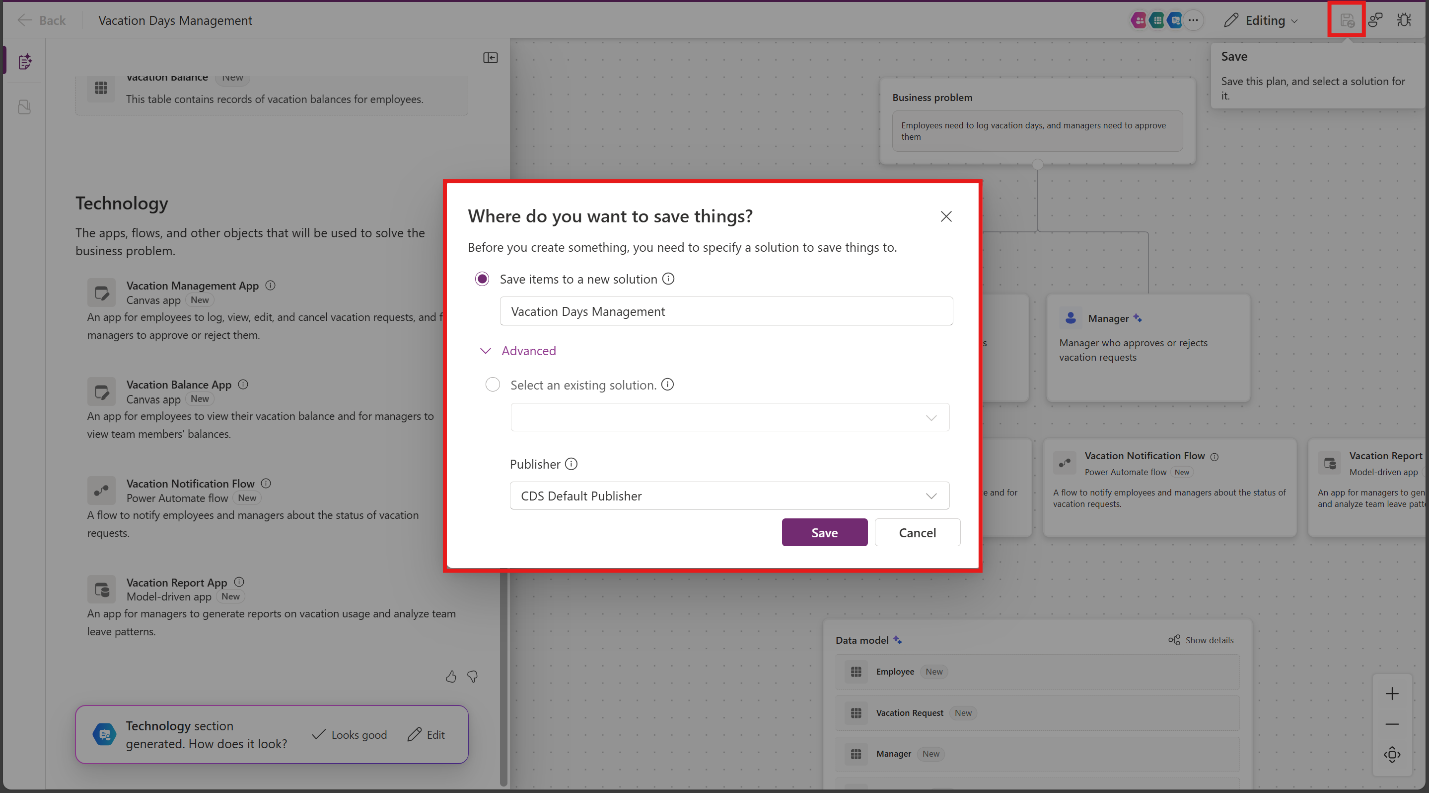 Back
Vacation Days Management
Editing
Save
Save this plan, and select a solution for
it.
Vacation Balance New
This table contains records of vacation balances for employees.
Technology
The apps, flows, and other objects that will be used to solve the
business problem.
Vacation Management App
Canvas app New
An app for employees to log, view, edit, and cancel vacation requests, and f
managers to approve or reject them.
Vacation Balance App
Canvas app New
An app for employees to view their vacation balance and for managers to
view team members' balances.
Vacation Notification Flow
Power Automate flow New
A flow to notify employees and managers about the status of vacation
requests.
Vacation Report App
Model-driven app New
An app for managers to generate reports on vacation usage and analyze team
leave patterns.
Technology section
generated. How does it look?
Looks good
Edit
Where do you want to save things?
Before you create something, you need to specify a solution to save things to.
Save items to a new solution
Vacation Days Management
Advanced
Select an existing solution.
Publisher
CDS Default Publisher
Save
Cancel
Business problem
Employees need to log vacation days, and managers need to approve
them
s
Manager
Manager who approves or rejects
vacation requests
e and for
Vacation Notification Flow
Power Automate flow New
A flow to notify employees and managers about the status of
vacation requests.
Vacation Report
Model-driven app
An app for managers to gen
and analyze team leave patte
Data model
Show details
Employee New
Vacation Request New
Manager New